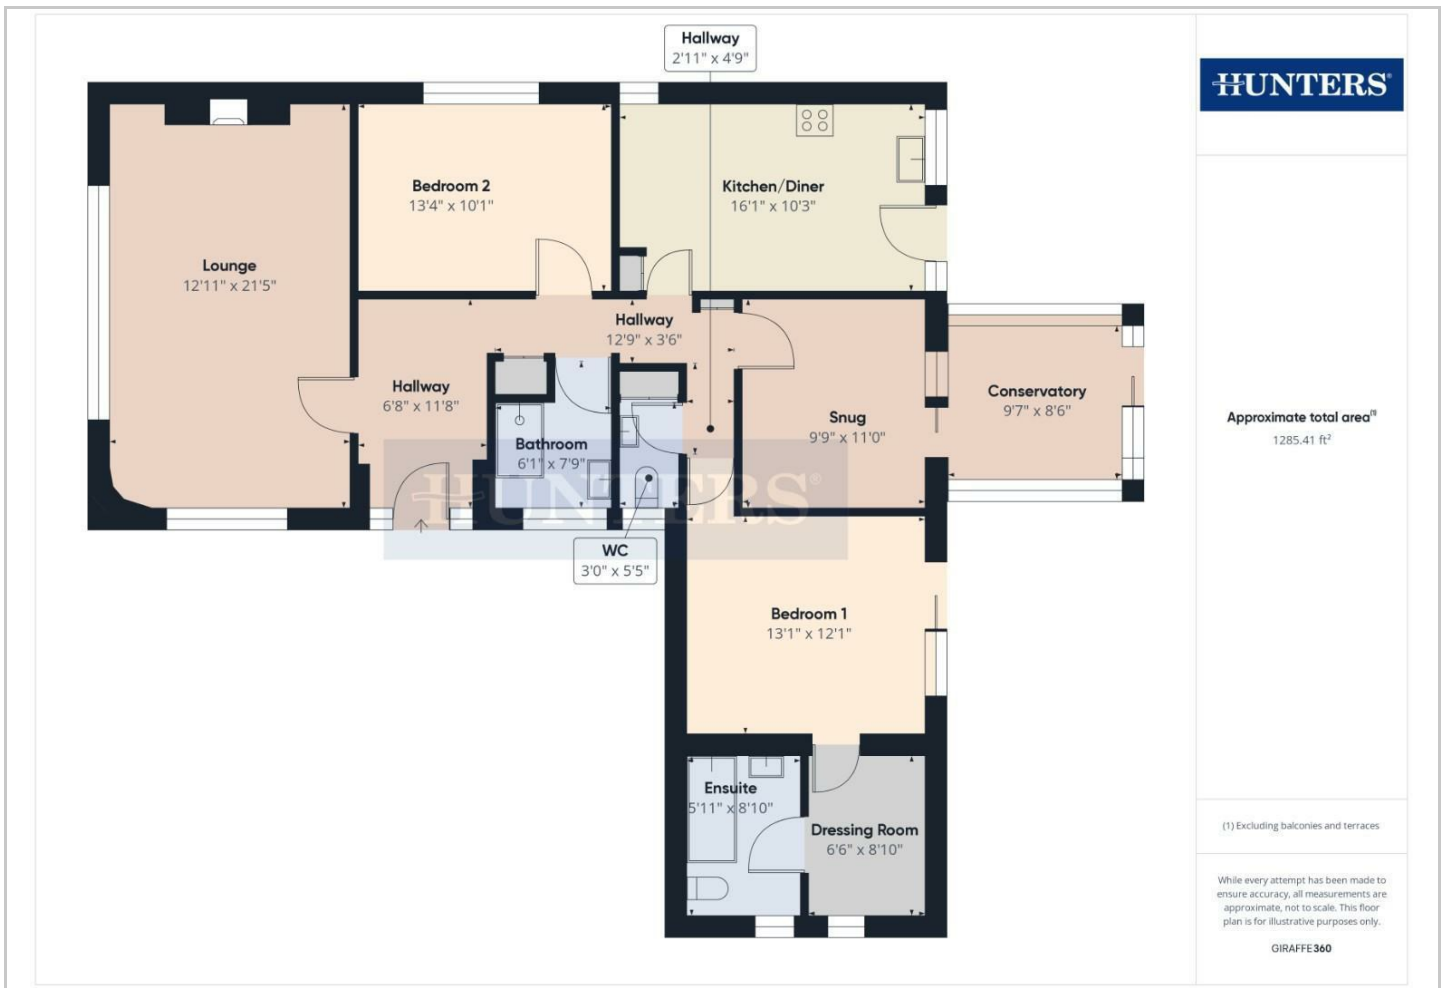 Hallway
2'11" x 4'9"
HUNTERS®
Bedroom 2
13'4" x 10'1"
Kitchen/Diner
16'1" x 10'3"
Lounge
12'11" x 21'5"
Hallway
12'9" x 3'6"
Hallway
6'8" x 11'8"
Conservatory
9'7" x 8'6"
Snug
9'9" x 11'0"
Approximate total area(1)
1285.41 ft²
Bathroom
6'1" x 7'9"
HUNTERS®
WC
3'0" x 5'5"
Bedroom 1
13'1" x 12'1"
Ensuite
5'11" x 8'10"
Dressing Room
6'6" x 8'10"
(1) Excluding balconies and terraces
While every attempt has been made to
ensure accuracy, all measurements are
approximate, not to scale. This floor
plan is for illustrative purposes only.
GIRAFFE360